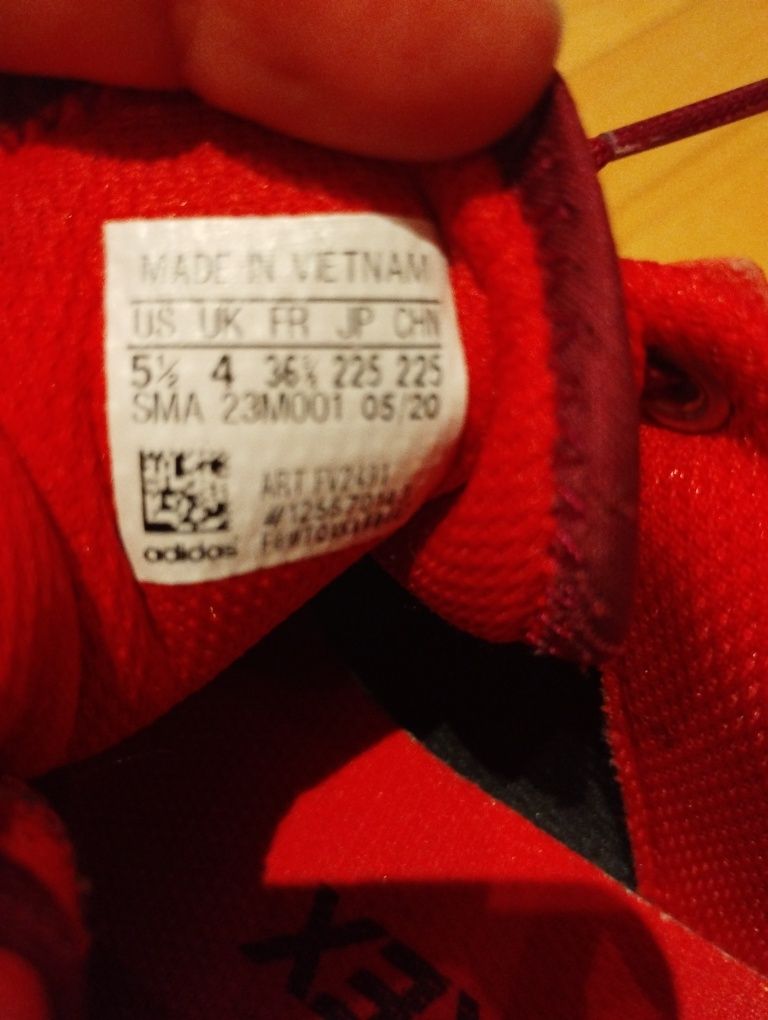 MADE IN VIETNAM
US UK FR JP CHN
5½ 4 36⅔ 225 225
SMA 23M001 05/20
ART
adidas